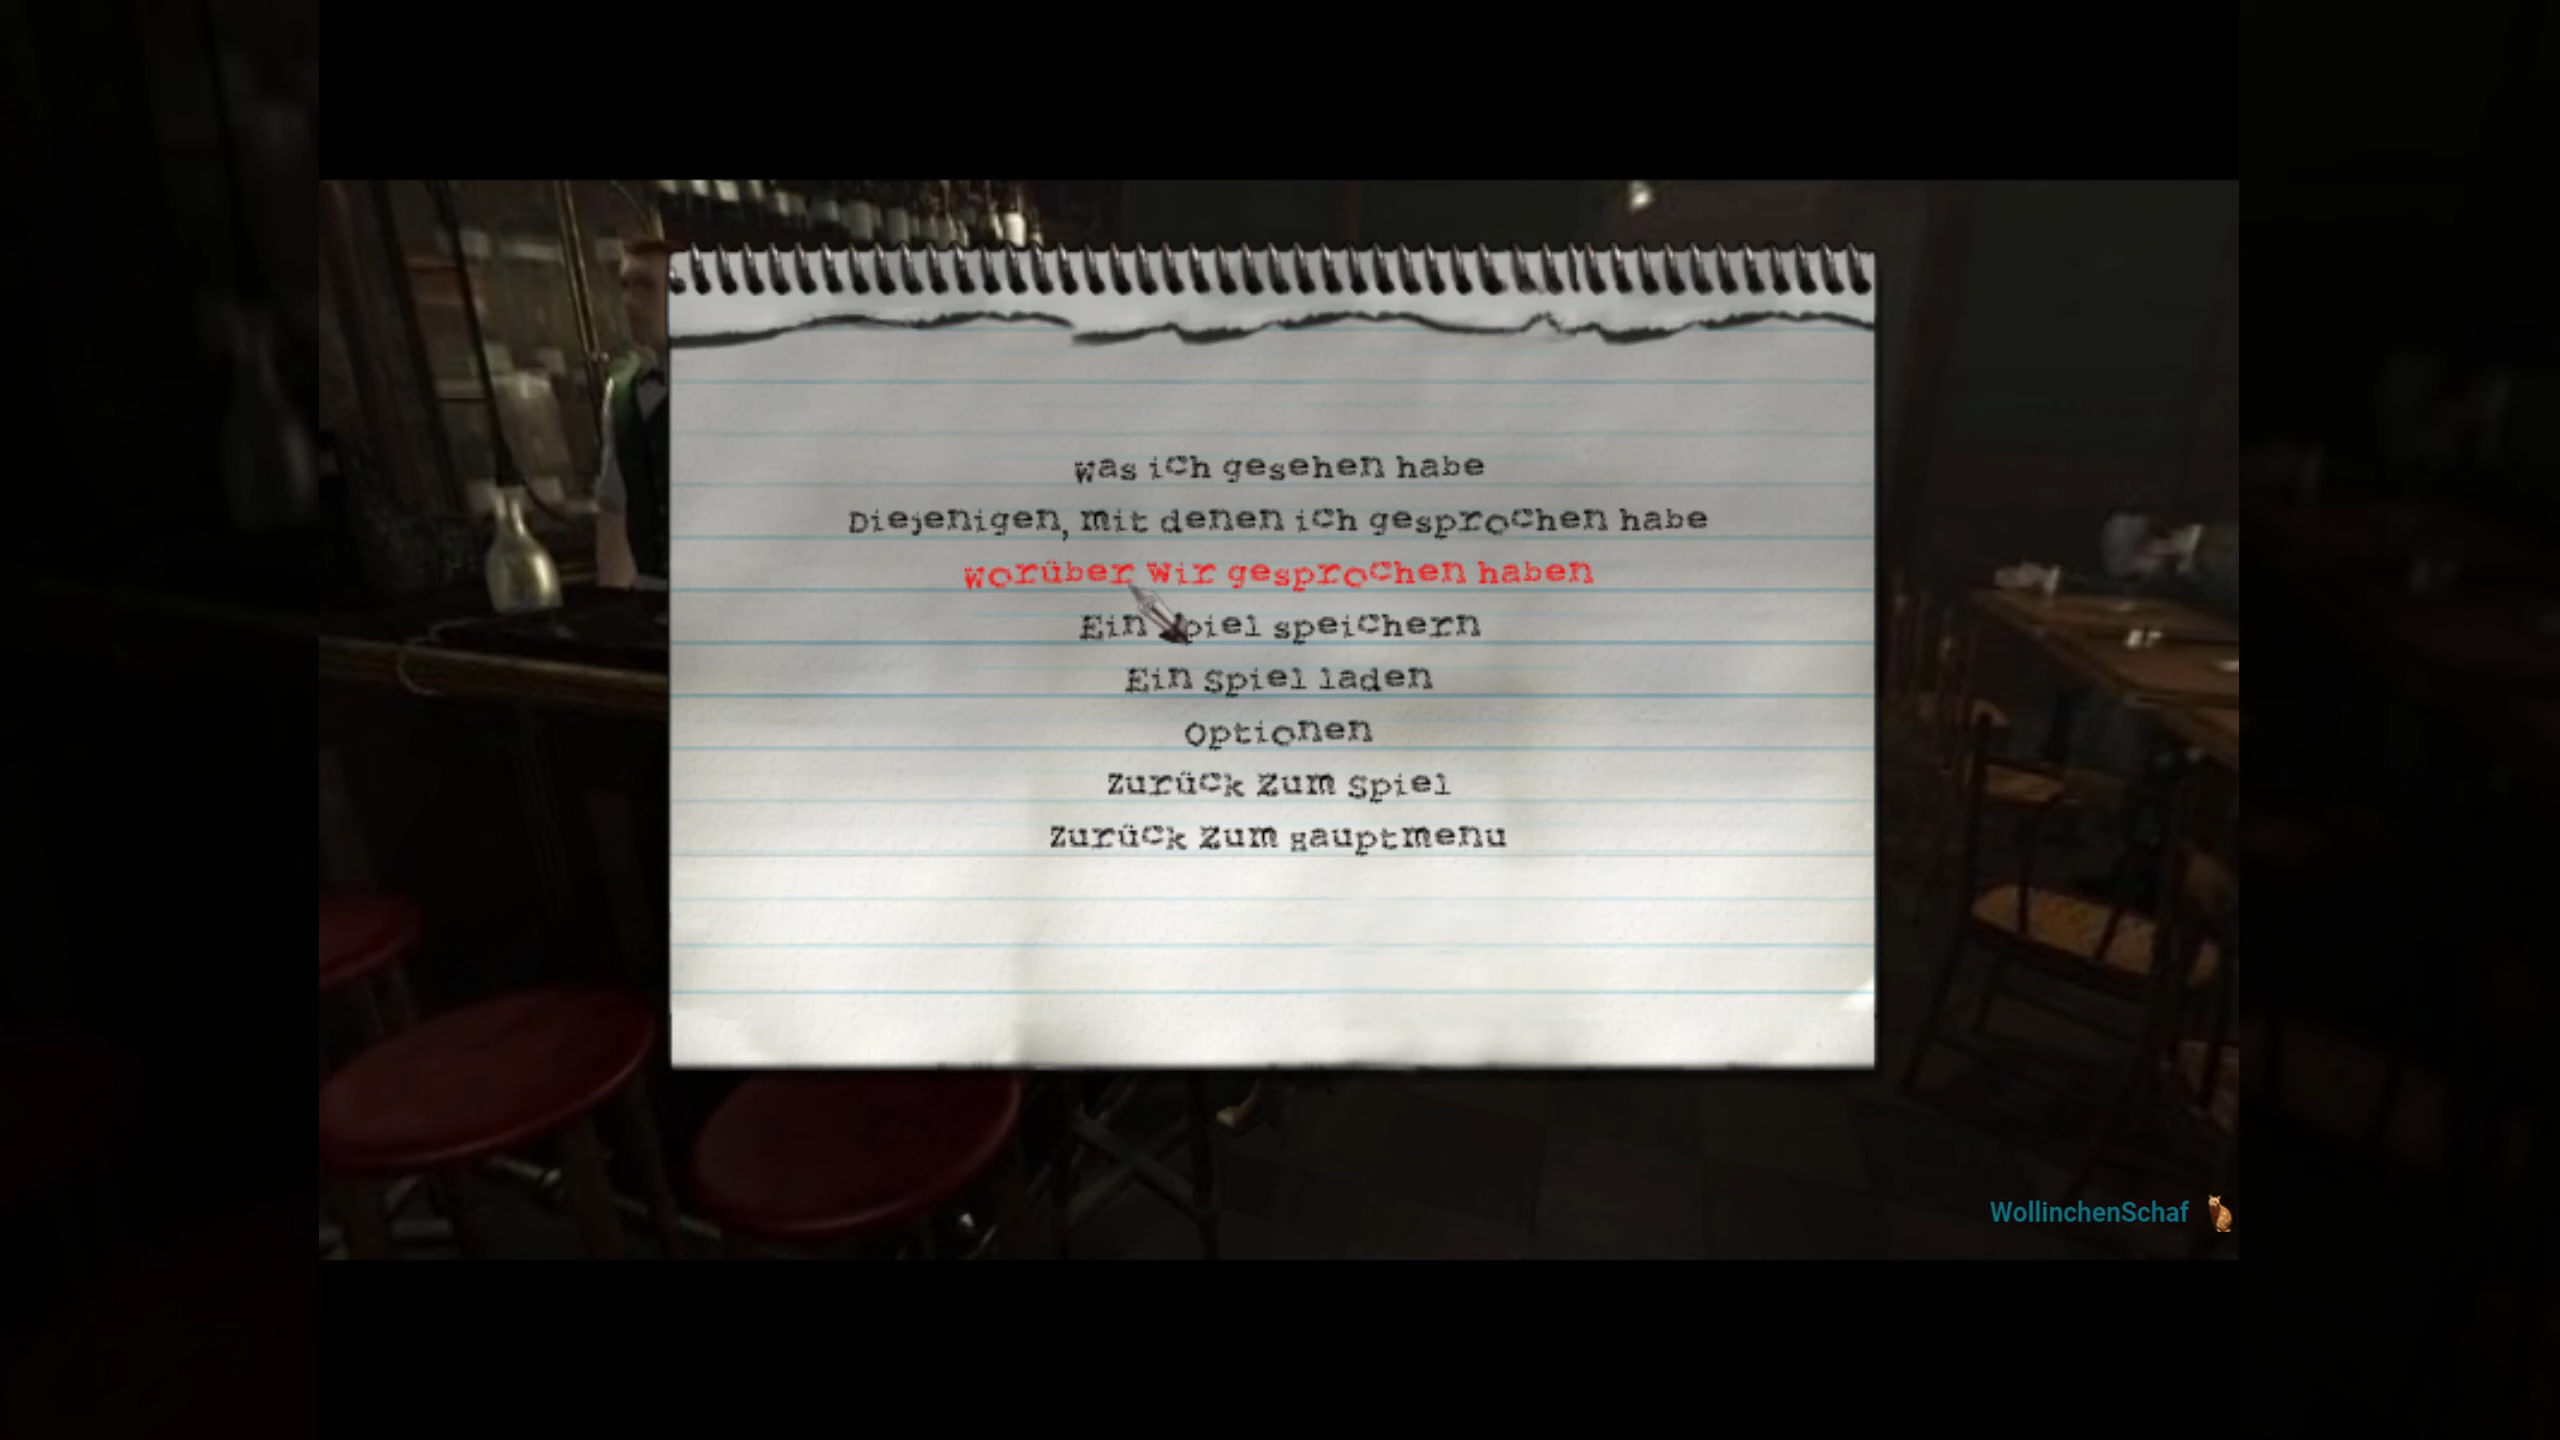 Was ich gesehen habe
Diejenigen, mit denen ich gesprochen habe
Worüber wir gesprochen haben
Ein Spiel speichern
Ein Spiel laden
Optionen
Zurück zum Spiel
Zurück zum Hauptmenu
WollinchenSchaf